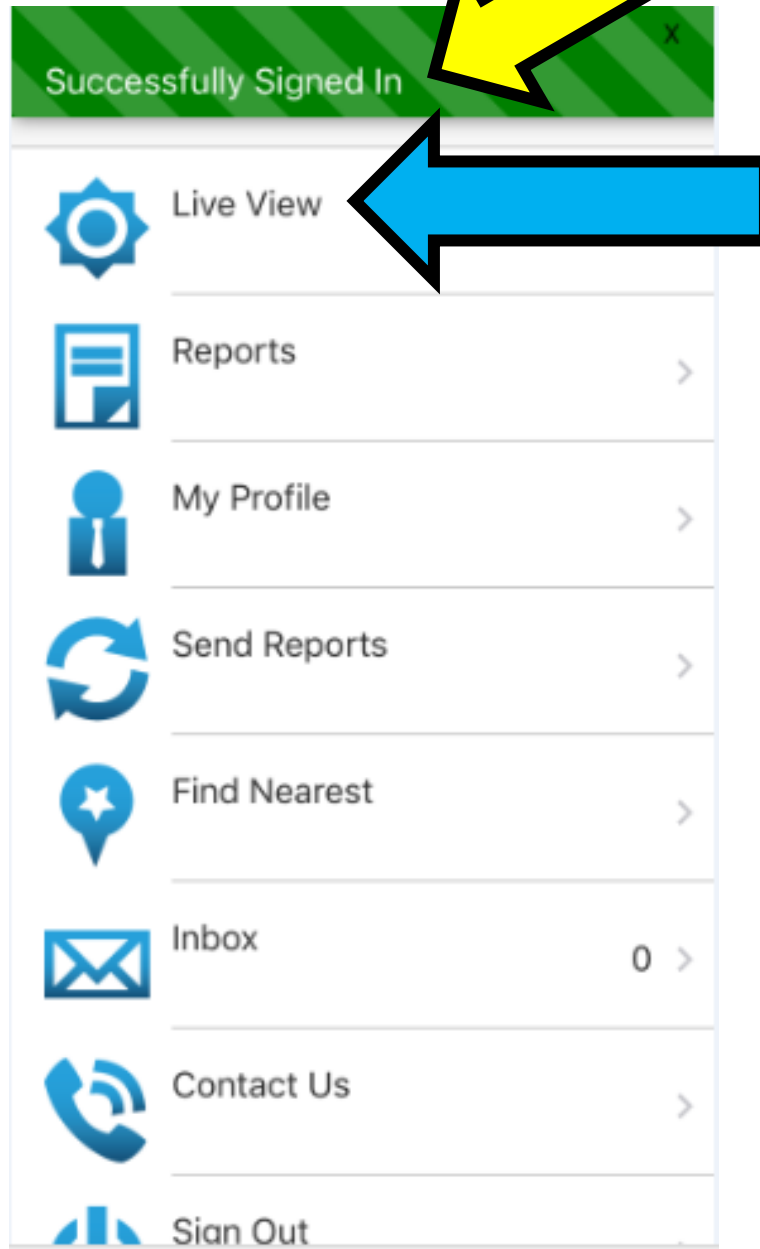 x
Successfully Signed In
Live View
Reports
My Profile
Send Reports
Find Nearest
Inbox
0
Contact Us
Sign Out